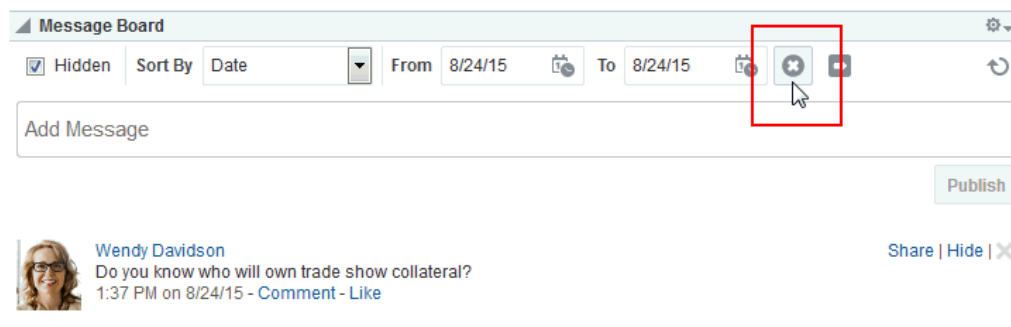 Message Board
Hidden Sort By Date From 8/24/15 To 8/24/15
Add Message
Publish
Wendy Davidson Share | Hide |
Do you know who will own trade show collateral?
1:37 PM on 8/24/15 - Comment - Like